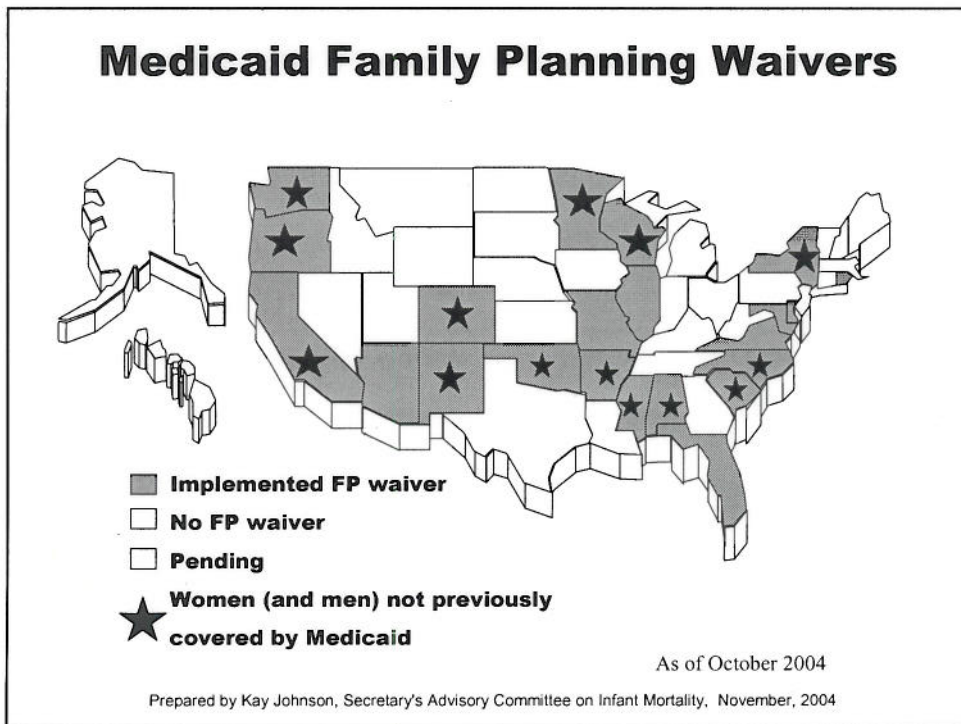 Medicaid Family Planning Waivers
Implemented FP waiver
No FP waiver
Pending
Women (and men) not previously
covered by Medicaid
As of October 2004
Prepared by Kay Johnson, Secretary's Advisory Committee on Infant Mortality, November, 2004